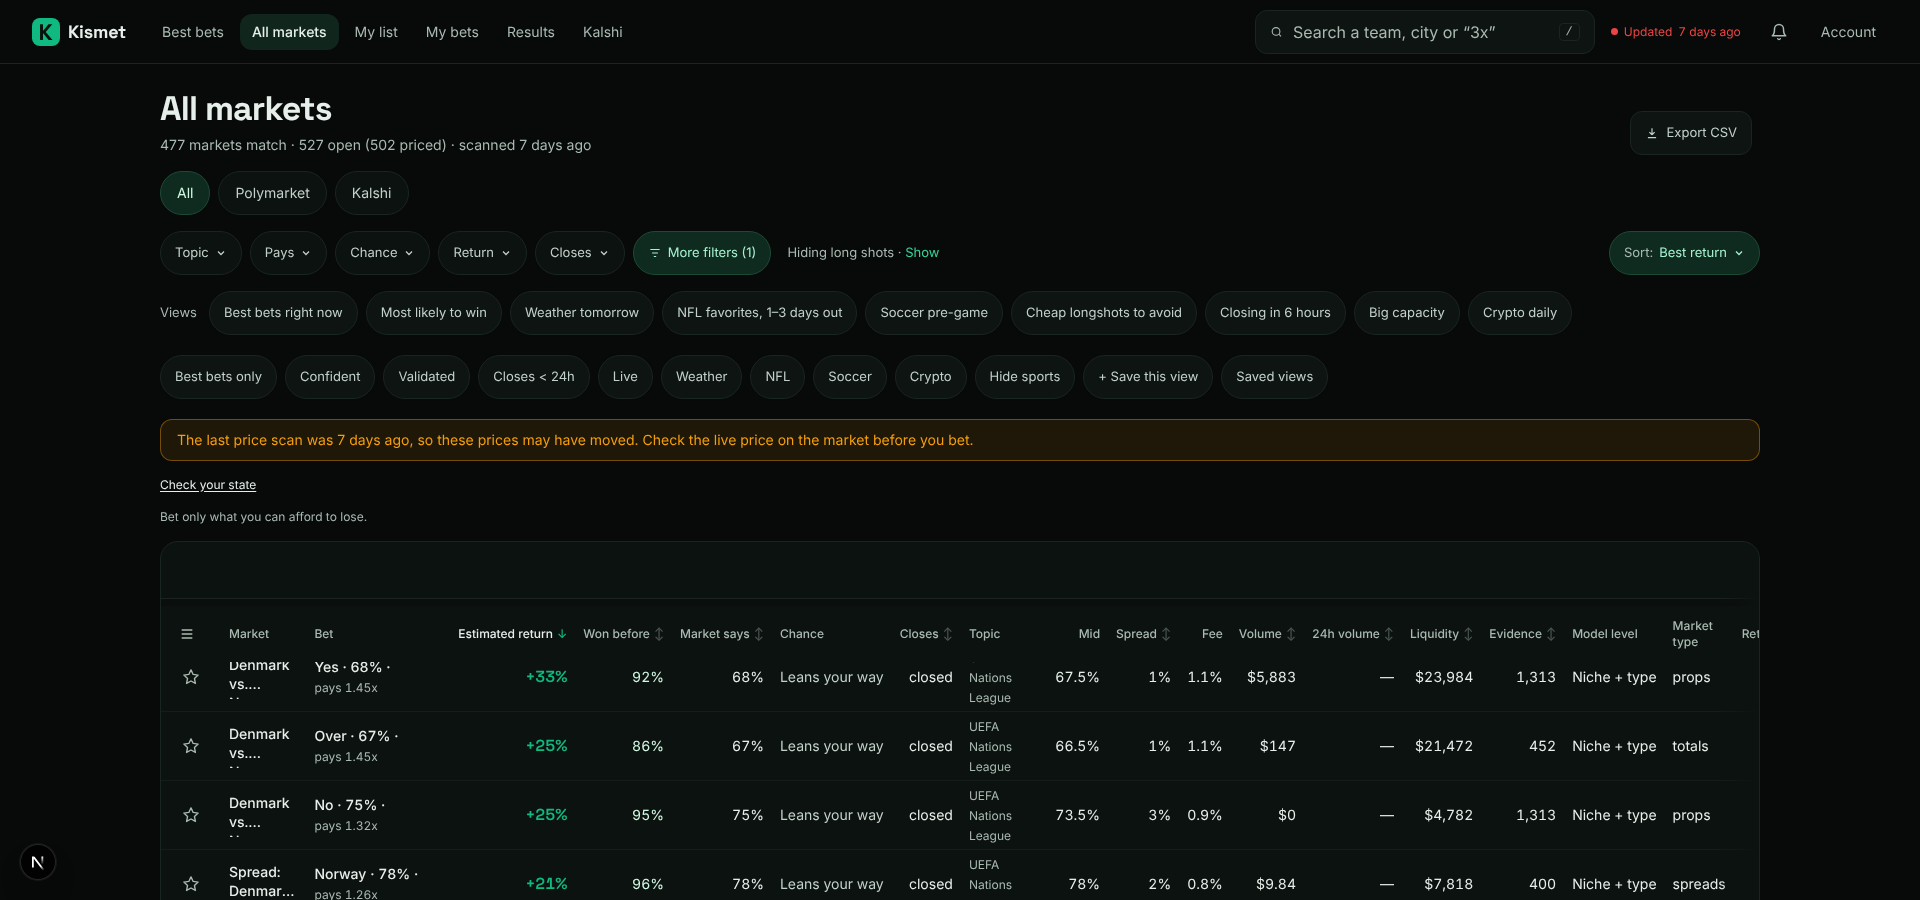 K Kismet
Best bets All markets My list My bets Results Kalshi
Search a team, city or “3x” /
Updated 7 days ago
Account
All markets
477 markets match · 527 open (502 priced) · scanned 7 days ago
Export CSV
All Polymarket Kalshi
Topic Pays Chance Return Closes More filters (1) Hiding long shots · Show
Sort: Best return
Views Best bets right now Most likely to win Weather tomorrow NFL favorites, 1–3 days out Soccer pre-game Cheap longshots to avoid Closing in 6 hours Big capacity Crypto daily
Best bets only Confident Validated Closes < 24h Live Weather NFL Soccer Crypto Hide sports + Save this view Saved views
The last price scan was 7 days ago, so these prices may have moved. Check the live price on the market before you bet.
Check your state
Bet only what you can afford to lose.
Market Bet Estimated return Won before Market says Chance Closes Topic Mid Spread Fee Volume 24h volume Liquidity Evidence Model level Market type Ret
Denmark vs.... Yes · 68% · pays 1.45x +33% 92% 68% Leans your way closed Nations League 67.5% 1% 1.1% $5,883 — $23,984 1,313 Niche + type props
Denmark vs.... Over · 67% · pays 1.45x +25% 86% 67% Leans your way closed UEFA Nations League 66.5% 1% 1.1% $147 — $21,472 452 Niche + type totals
Denmark vs.... No · 75% · pays 1.32x +25% 95% 75% Leans your way closed UEFA Nations League 73.5% 3% 0.9% $0 — $4,782 1,313 Niche + type props
Spread: Denmar... Norway · 78% · pays 1.26x +21% 96% 78% Leans your way closed UEFA Nations 78% 2% 0.8% $9.84 — $7,818 400 Niche + type spreads
N